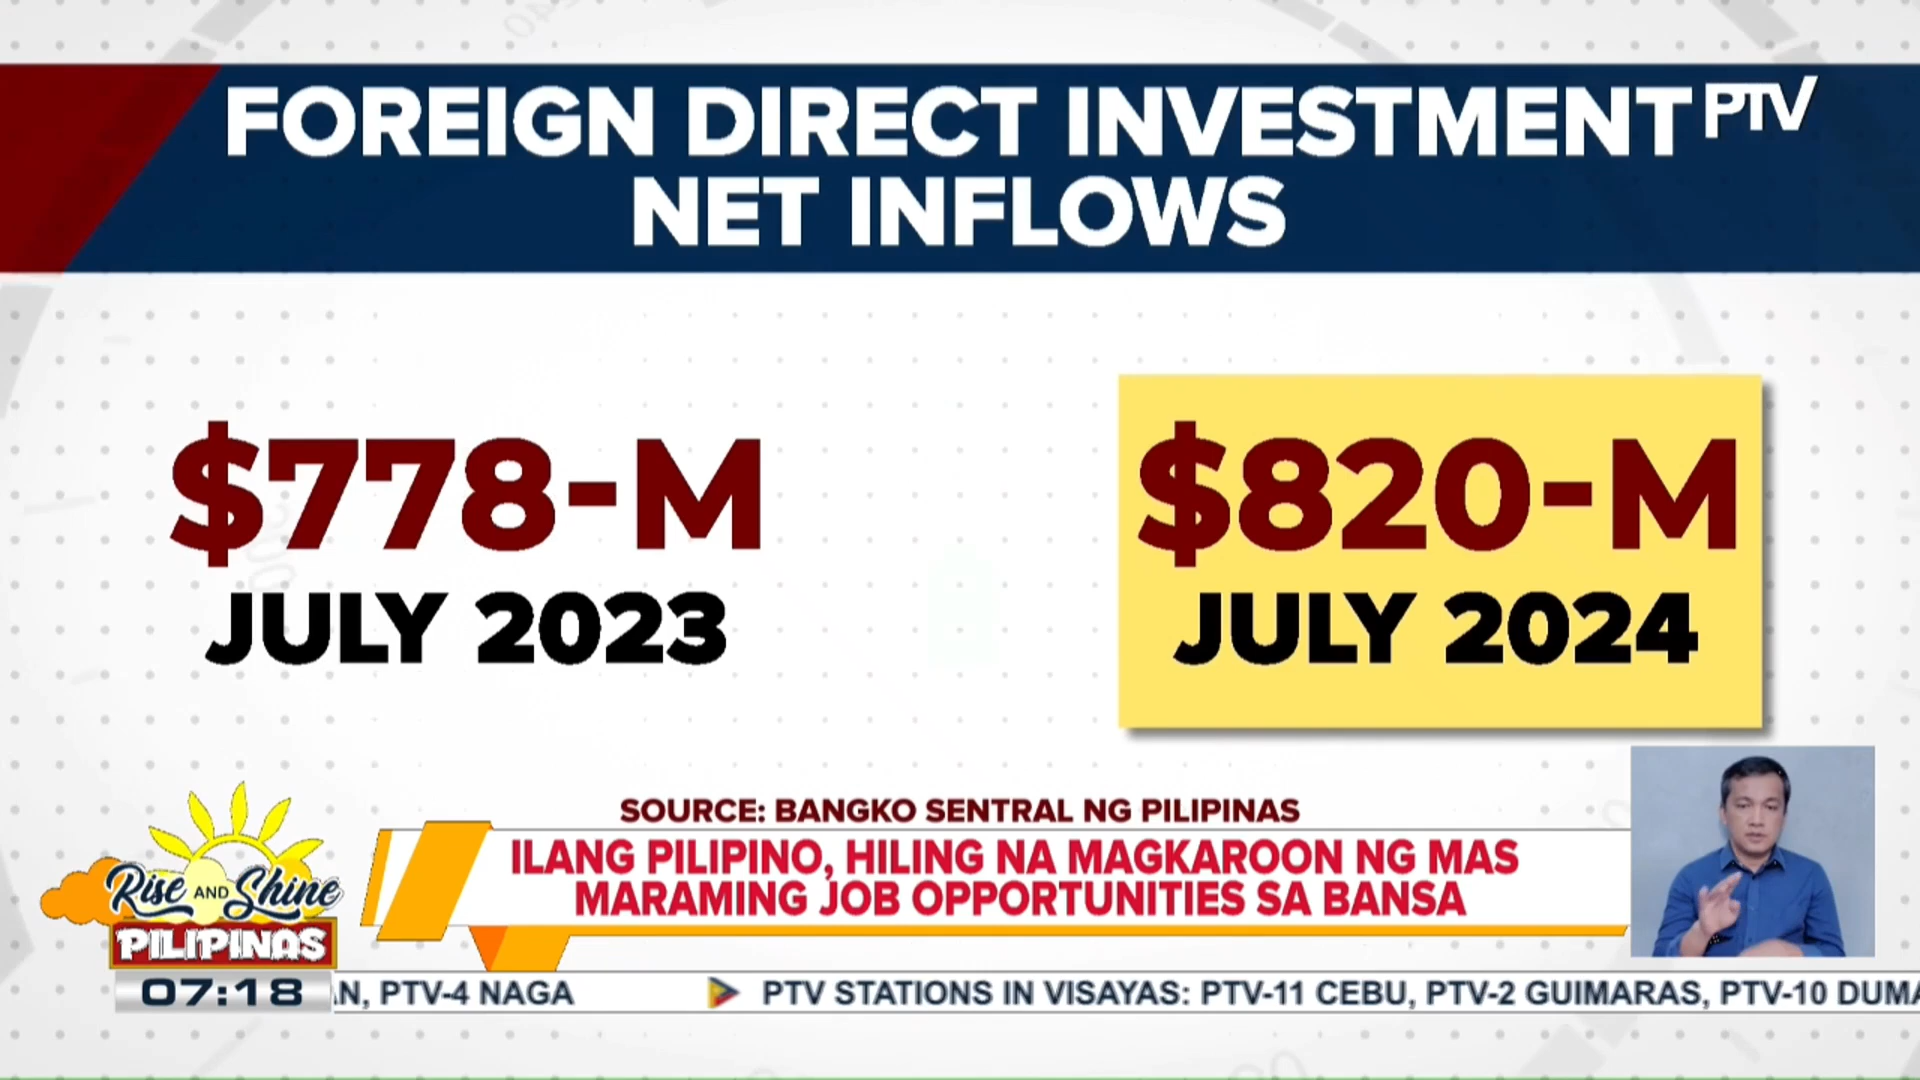 FOREIGN DIRECT INVESTMENT
PTV
NET INFLOWS
$778-M
JULY 2023
$820-M
JULY 2024
SOURCE: BANGKO SENTRAL NG PILIPINAS
ILANG PILIPINO, HILING NA MAGKAROON NG MAS
MARAMING JOB OPPORTUNITIES SA BANSA
Rise AND Shine
PILIPINAS
07:18
N, PTV-4 NAGA PTV STATIONS IN VISAYAS: PTV-11 CEBU, PTV-2 GUIMARAS, PTV-10 DUMA